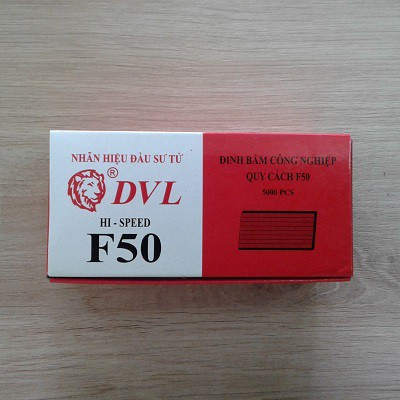 NHÃN HIỆU ĐẦU SƯ TỬ
® DVL
HI - SPEED
F50
ĐINH BẤM CÔNG NGHIỆP
QUY CÁCH F50
5000 PCS